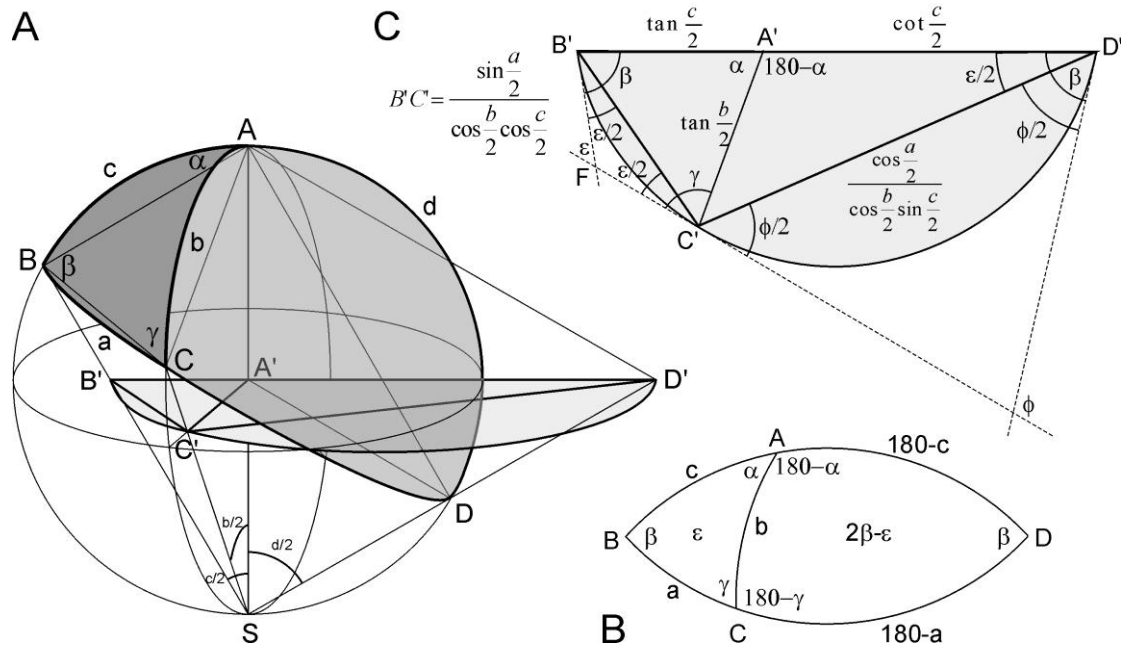 A
A
c
α
b
d
B
β
a
γ
C
A'
B'
D'
C'
D
b/2
c/2
d/2
S
C
tan c/2
cot c/2
B'
A'
D'
B'C' = sin a/2 / cos b/2 cos c/2
β
α
180−α
ε/2
β
tan b/2
ε/2
ε
ϕ/2
cos a/2 / cos b/2 sin c/2
F
ε/2
γ
C'
ϕ/2
ϕ
A
180-c
c
α
180−α
b
B
β
ε
2β-ε
β
D
γ
a
180−γ
C
180-a
B